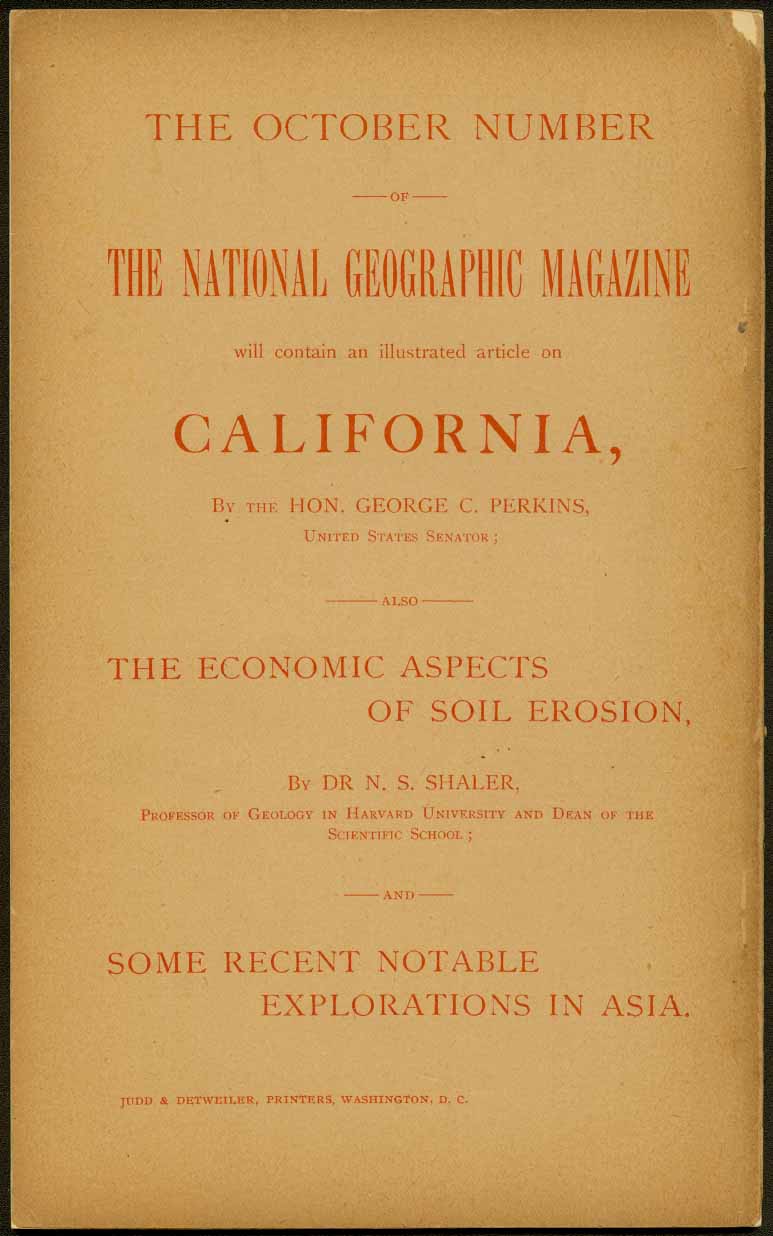 THE OCTOBER NUMBER
OF
THE NATIONAL GEOGRAPHIC MAGAZINE
will contain an illustrated article on
CALIFORNIA,
By the HON. GEORGE C. PERKINS,
United States Senator;
ALSO
THE ECONOMIC ASPECTS
OF SOIL EROSION,
By DR N. S. SHALER,
Professor of Geology in Harvard University and Dean of the
Scientific School;
AND
SOME RECENT NOTABLE
EXPLORATIONS IN ASIA.
JUDD & DETWEILER, PRINTERS, WASHINGTON, D. C.